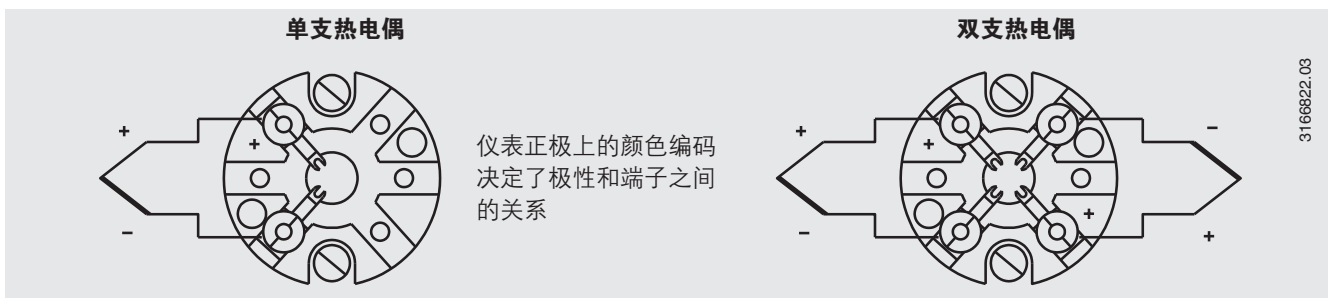 单支热电偶
双支热电偶
+
+
-
仪表正极上的颜色编码
决定了极性和端子之间
的关系
+
+
-
-
+
+
3166822.03